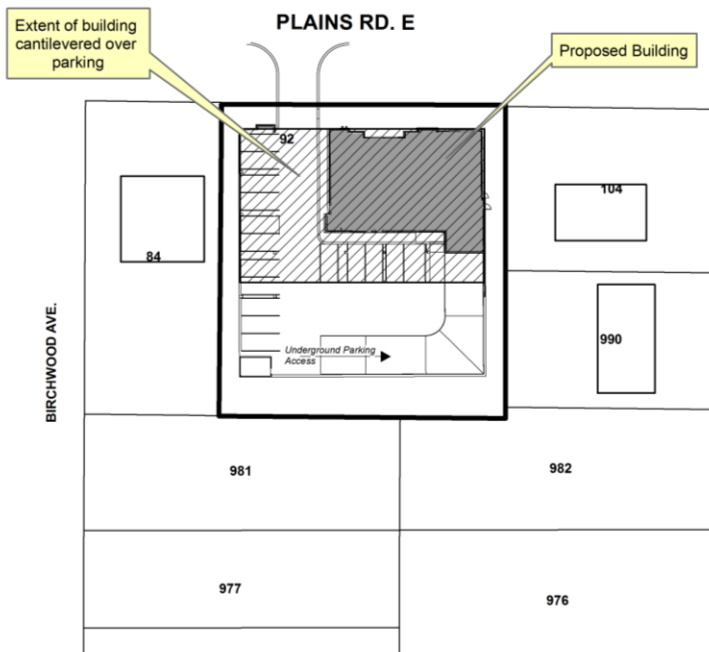 PLAINS RD. E
Extent of building
cantilevered over
parking
Proposed Building
92
104
84
990
BIRCHWOOD AVE.
Underground Parking
Access
981
982
977
976